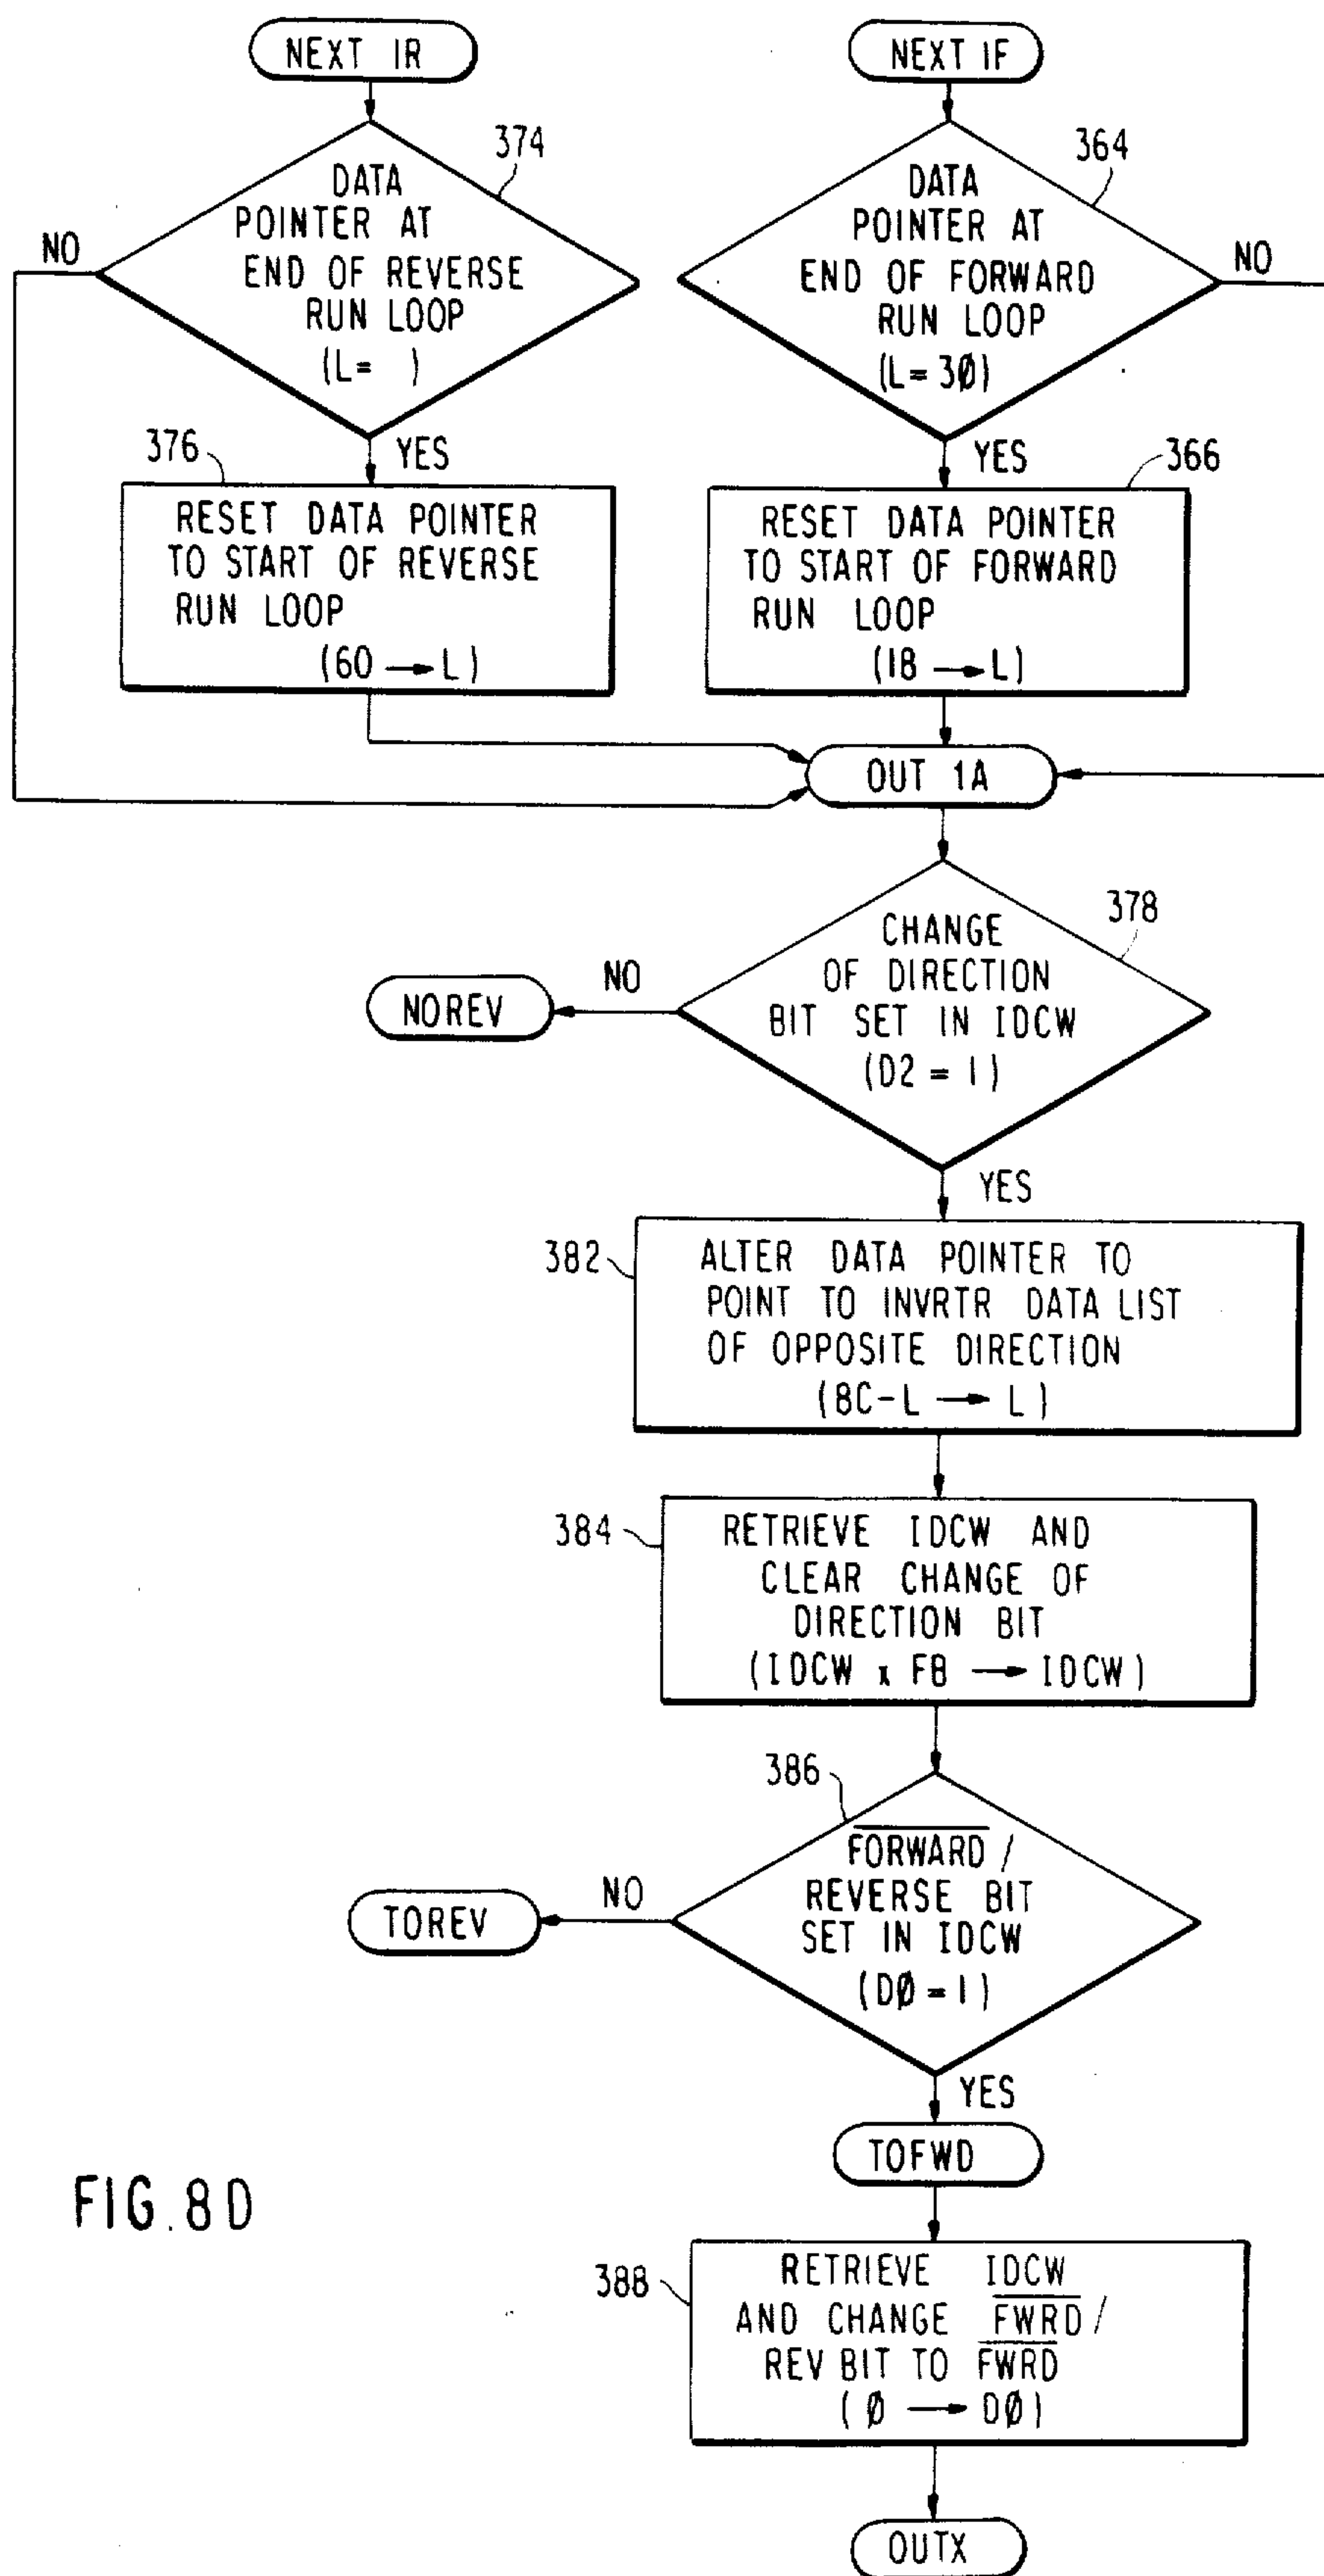 NEXT IR
374
DATA
POINTER AT
END OF REVERSE
RUN LOOP
(L=   )
NO
YES
376
RESET DATA POINTER
TO START OF REVERSE
RUN LOOP
(60 → L)
NEXT IF
364
DATA
POINTER AT
END OF FORWARD
RUN LOOP
(L=3Ø)
NO
YES
366
RESET DATA POINTER
TO START OF FORWARD
RUN LOOP
(18 → L)
OUT 1A
378
CHANGE
OF DIRECTION
BIT SET IN IDCW
(D2 = 1)
NO
NOREV
YES
382
ALTER DATA POINTER TO
POINT TO INVRTR DATA LIST
OF OPPOSITE DIRECTION
(8C-L → L)
384
RETRIEVE IDCW AND
CLEAR CHANGE OF
DIRECTION BIT
(IDCW x FB → IDCW)
386
F̅O̅R̅W̅A̅R̅D̅ /
REVERSE BIT
SET IN IDCW
(DØ = 1)
NO
TOREV
YES
TOFWD
388
RETRIEVE IDCW
AND CHANGE F̅W̅R̅D̅ /
REV BIT TO F̅W̅R̅D̅
(Ø → DØ)
OUTX
FIG. 8D